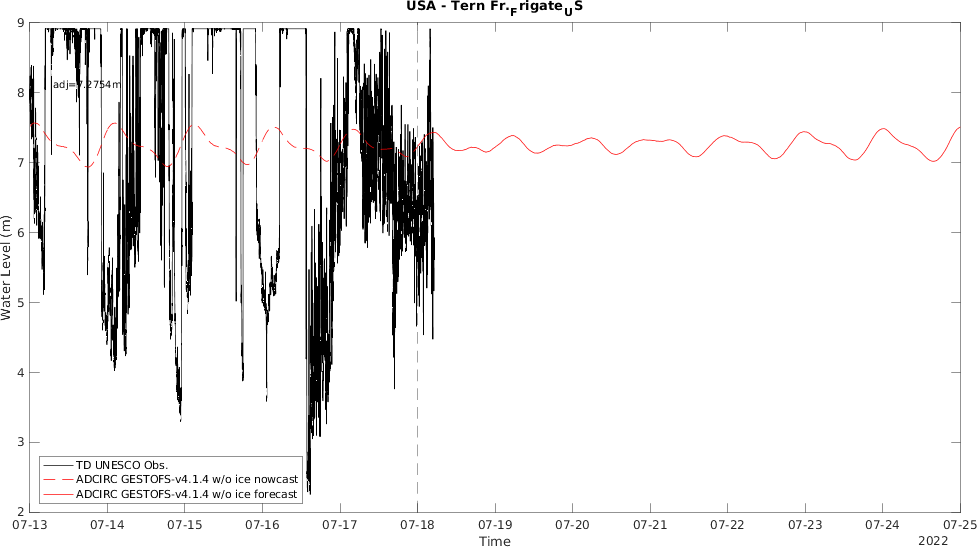 USA - Tern Fr.FrigateUS
9
8
7
6
5
4
3
2
Water Level (m)
adj=7.2754m
TD UNESCO Obs.
ADCIRC GESTOFS-v4.1.4 w/o ice nowcast
ADCIRC GESTOFS-v4.1.4 w/o ice forecast
07-13 07-14 07-15 07-16 07-17 07-18 07-19 07-20 07-21 07-22 07-23 07-24 07-25
Time
2022